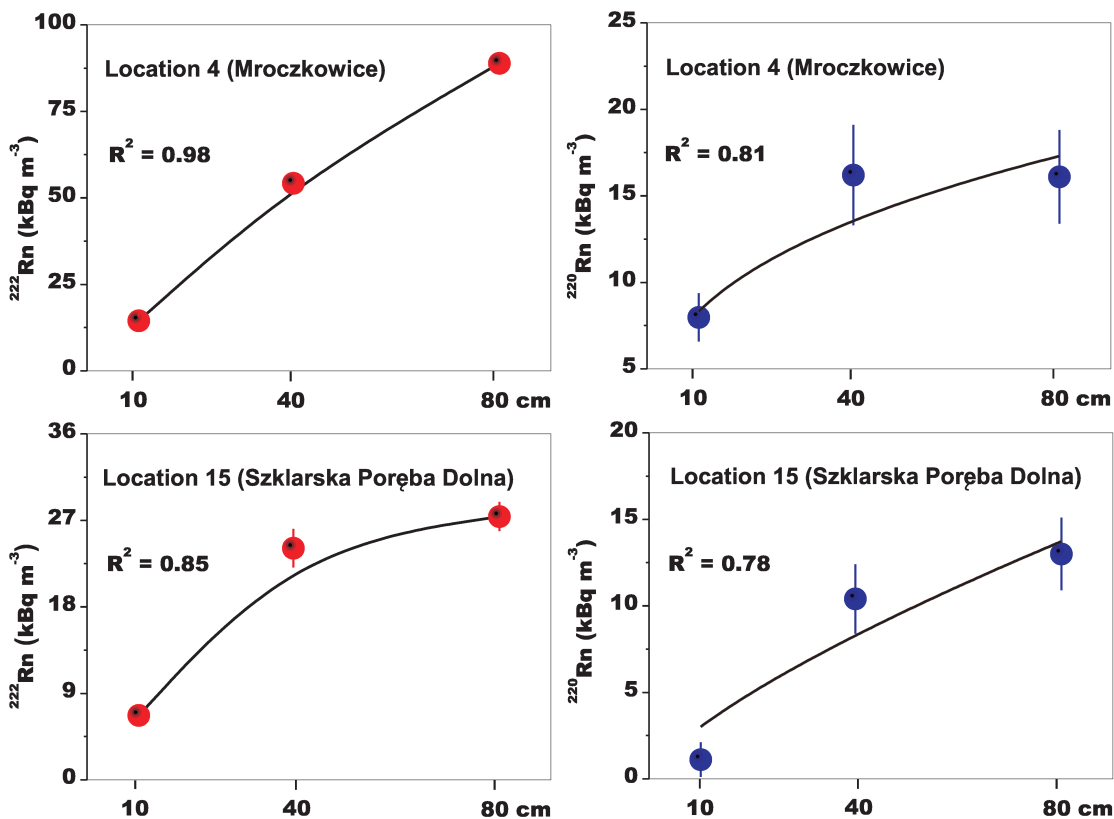 100
75
50
25
0
²²²Rn (kBq m⁻³)
Location 4 (Mroczkowice)
R² = 0.98
10
40
80 cm
25
20
15
10
5
²²⁰Rn (kBq m⁻³)
Location 4 (Mroczkowice)
R² = 0.81
10
40
80 cm
36
27
18
9
0
²²²Rn (kBq m⁻³)
Location 15 (Szklarska Poręba Dolna)
R² = 0.85
10
40
80 cm
20
15
10
5
0
²²⁰Rn (kBq m⁻³)
Location 15 (Szklarska Poręba Dolna)
R² = 0.78
10
40
80 cm